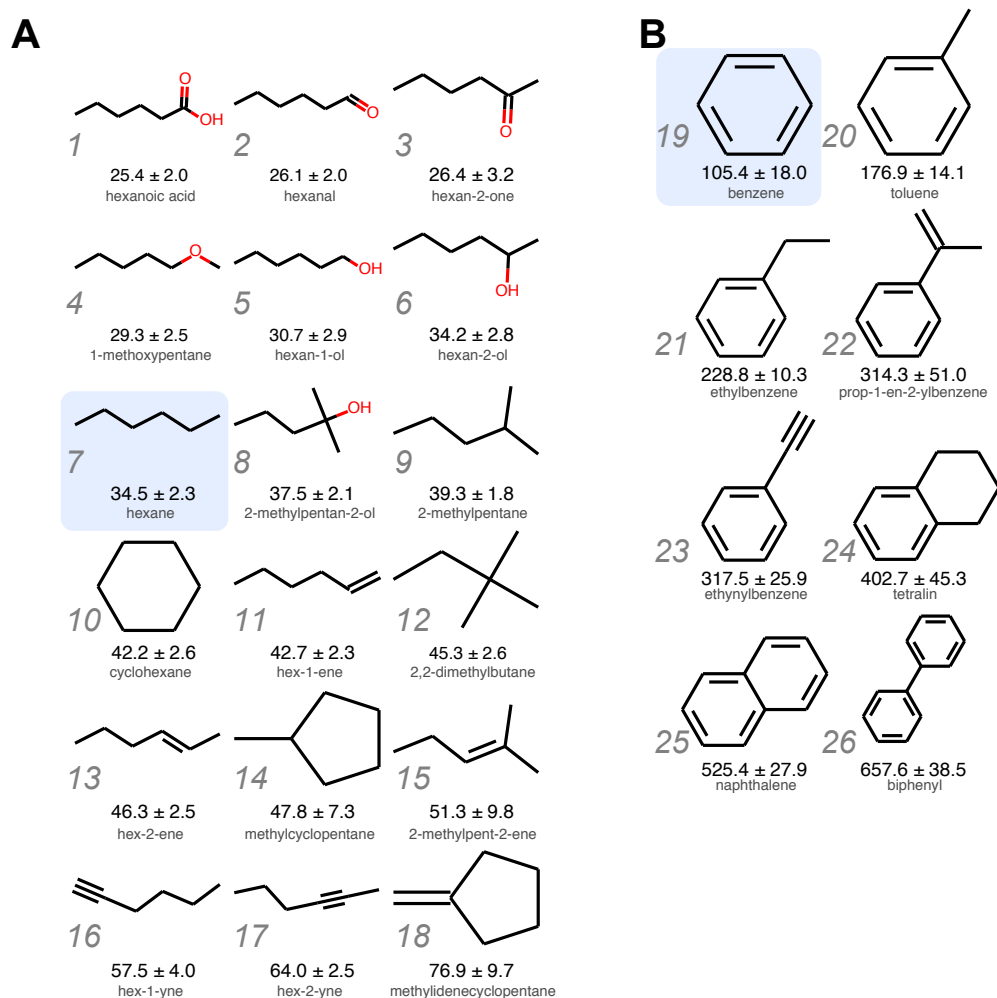 A
B
O
OH
1
25.4 ± 2.0
hexanoic acid
O
2
26.1 ± 2.0
hexanal
O
3
26.4 ± 3.2
hexan-2-one
19
105.4 ± 18.0
benzene
20
176.9 ± 14.1
toluene
O
4
29.3 ± 2.5
1-methoxypentane
OH
5
30.7 ± 2.9
hexan-1-ol
OH
6
34.2 ± 2.8
hexan-2-ol
21
228.8 ± 10.3
ethylbenzene
22
314.3 ± 51.0
prop-1-en-2-ylbenzene
7
34.5 ± 2.3
hexane
OH
8
37.5 ± 2.1
2-methylpentan-2-ol
9
39.3 ± 1.8
2-methylpentane
23
317.5 ± 25.9
ethynylbenzene
24
402.7 ± 45.3
tetralin
10
42.2 ± 2.6
cyclohexane
11
42.7 ± 2.3
hex-1-ene
12
45.3 ± 2.6
2,2-dimethylbutane
25
525.4 ± 27.9
naphthalene
26
657.6 ± 38.5
biphenyl
13
46.3 ± 2.5
hex-2-ene
14
47.8 ± 7.3
methylcyclopentane
15
51.3 ± 9.8
2-methylpent-2-ene
16
57.5 ± 4.0
hex-1-yne
17
64.0 ± 2.5
hex-2-yne
18
76.9 ± 9.7
methylidenecyclopentane